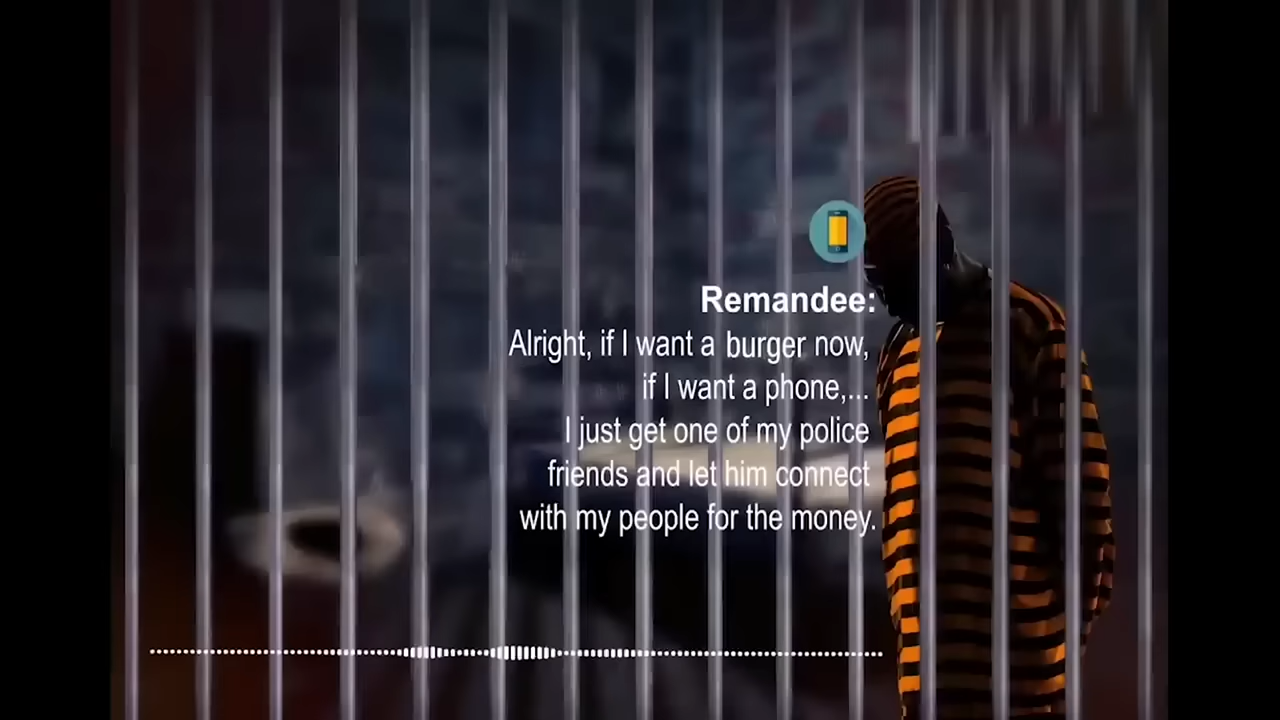 Remandee:
Alright, if I want a burger now,
if I want a phone,...
I just get one of my police
friends and let him connect
with my people for the money.